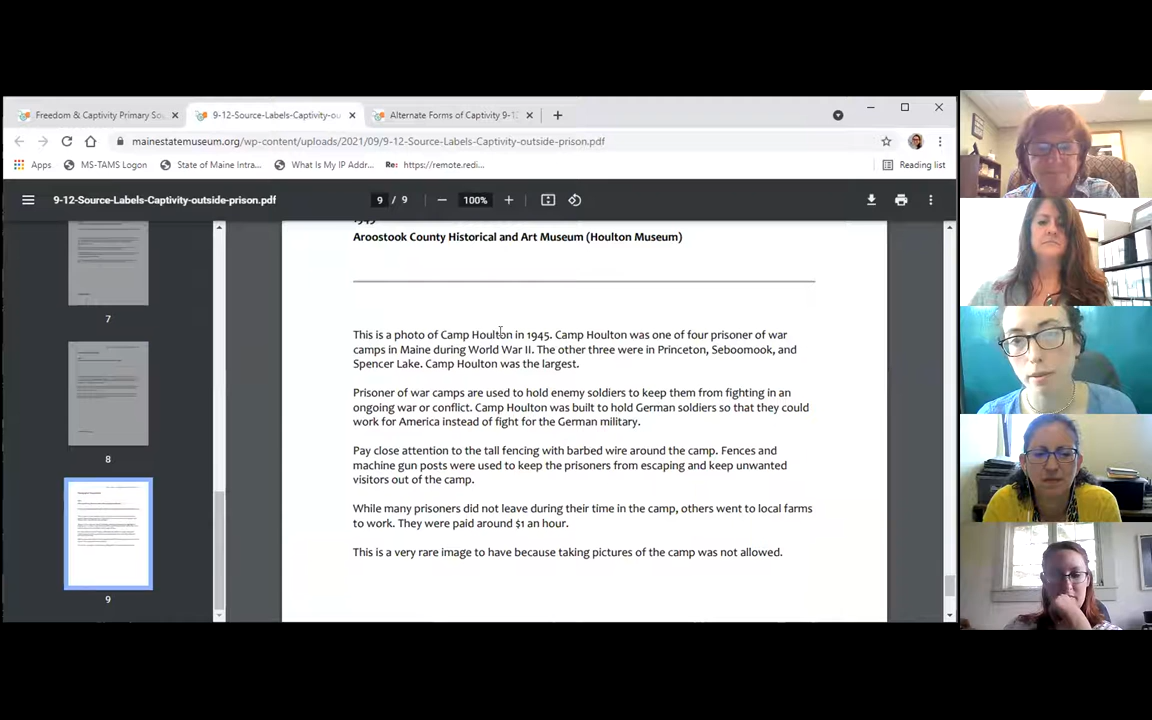 Freedom & Captivity Primary So
9-12-Source-Labels-Captivity-ou
Alternate Forms of Captivity 9-1
mainestatemuseum.org/wp-content/uploads/2021/09/9-12-Source-Labels-Captivity-outside-prison.pdf
Apps MS-TAMS Logon State of Maine Intra... What Is My IP Addr... Re: https://remote.redi... Reading list
9-12-Source-Labels-Captivity-outside-prison.pdf 9 / 9 100%
Aroostook County Historical and Art Museum (Houlton Museum)
This is a photo of Camp Houlton in 1945. Camp Houlton was one of four prisoner of war
camps in Maine during World War II. The other three were in Princeton, Seboomook, and
Spencer Lake. Camp Houlton was the largest.
Prisoner of war camps are used to hold enemy soldiers to keep them from fighting in an
ongoing war or conflict. Camp Houlton was built to hold German soldiers so that they could
work for America instead of fight for the German military.
Pay close attention to the tall fencing with barbed wire around the camp. Fences and
machine gun posts were used to keep the prisoners from escaping and keep unwanted
visitors out of the camp.
While many prisoners did not leave during their time in the camp, others went to local farms
to work. They were paid around $1 an hour.
This is a very rare image to have because taking pictures of the camp was not allowed.
7
8
9